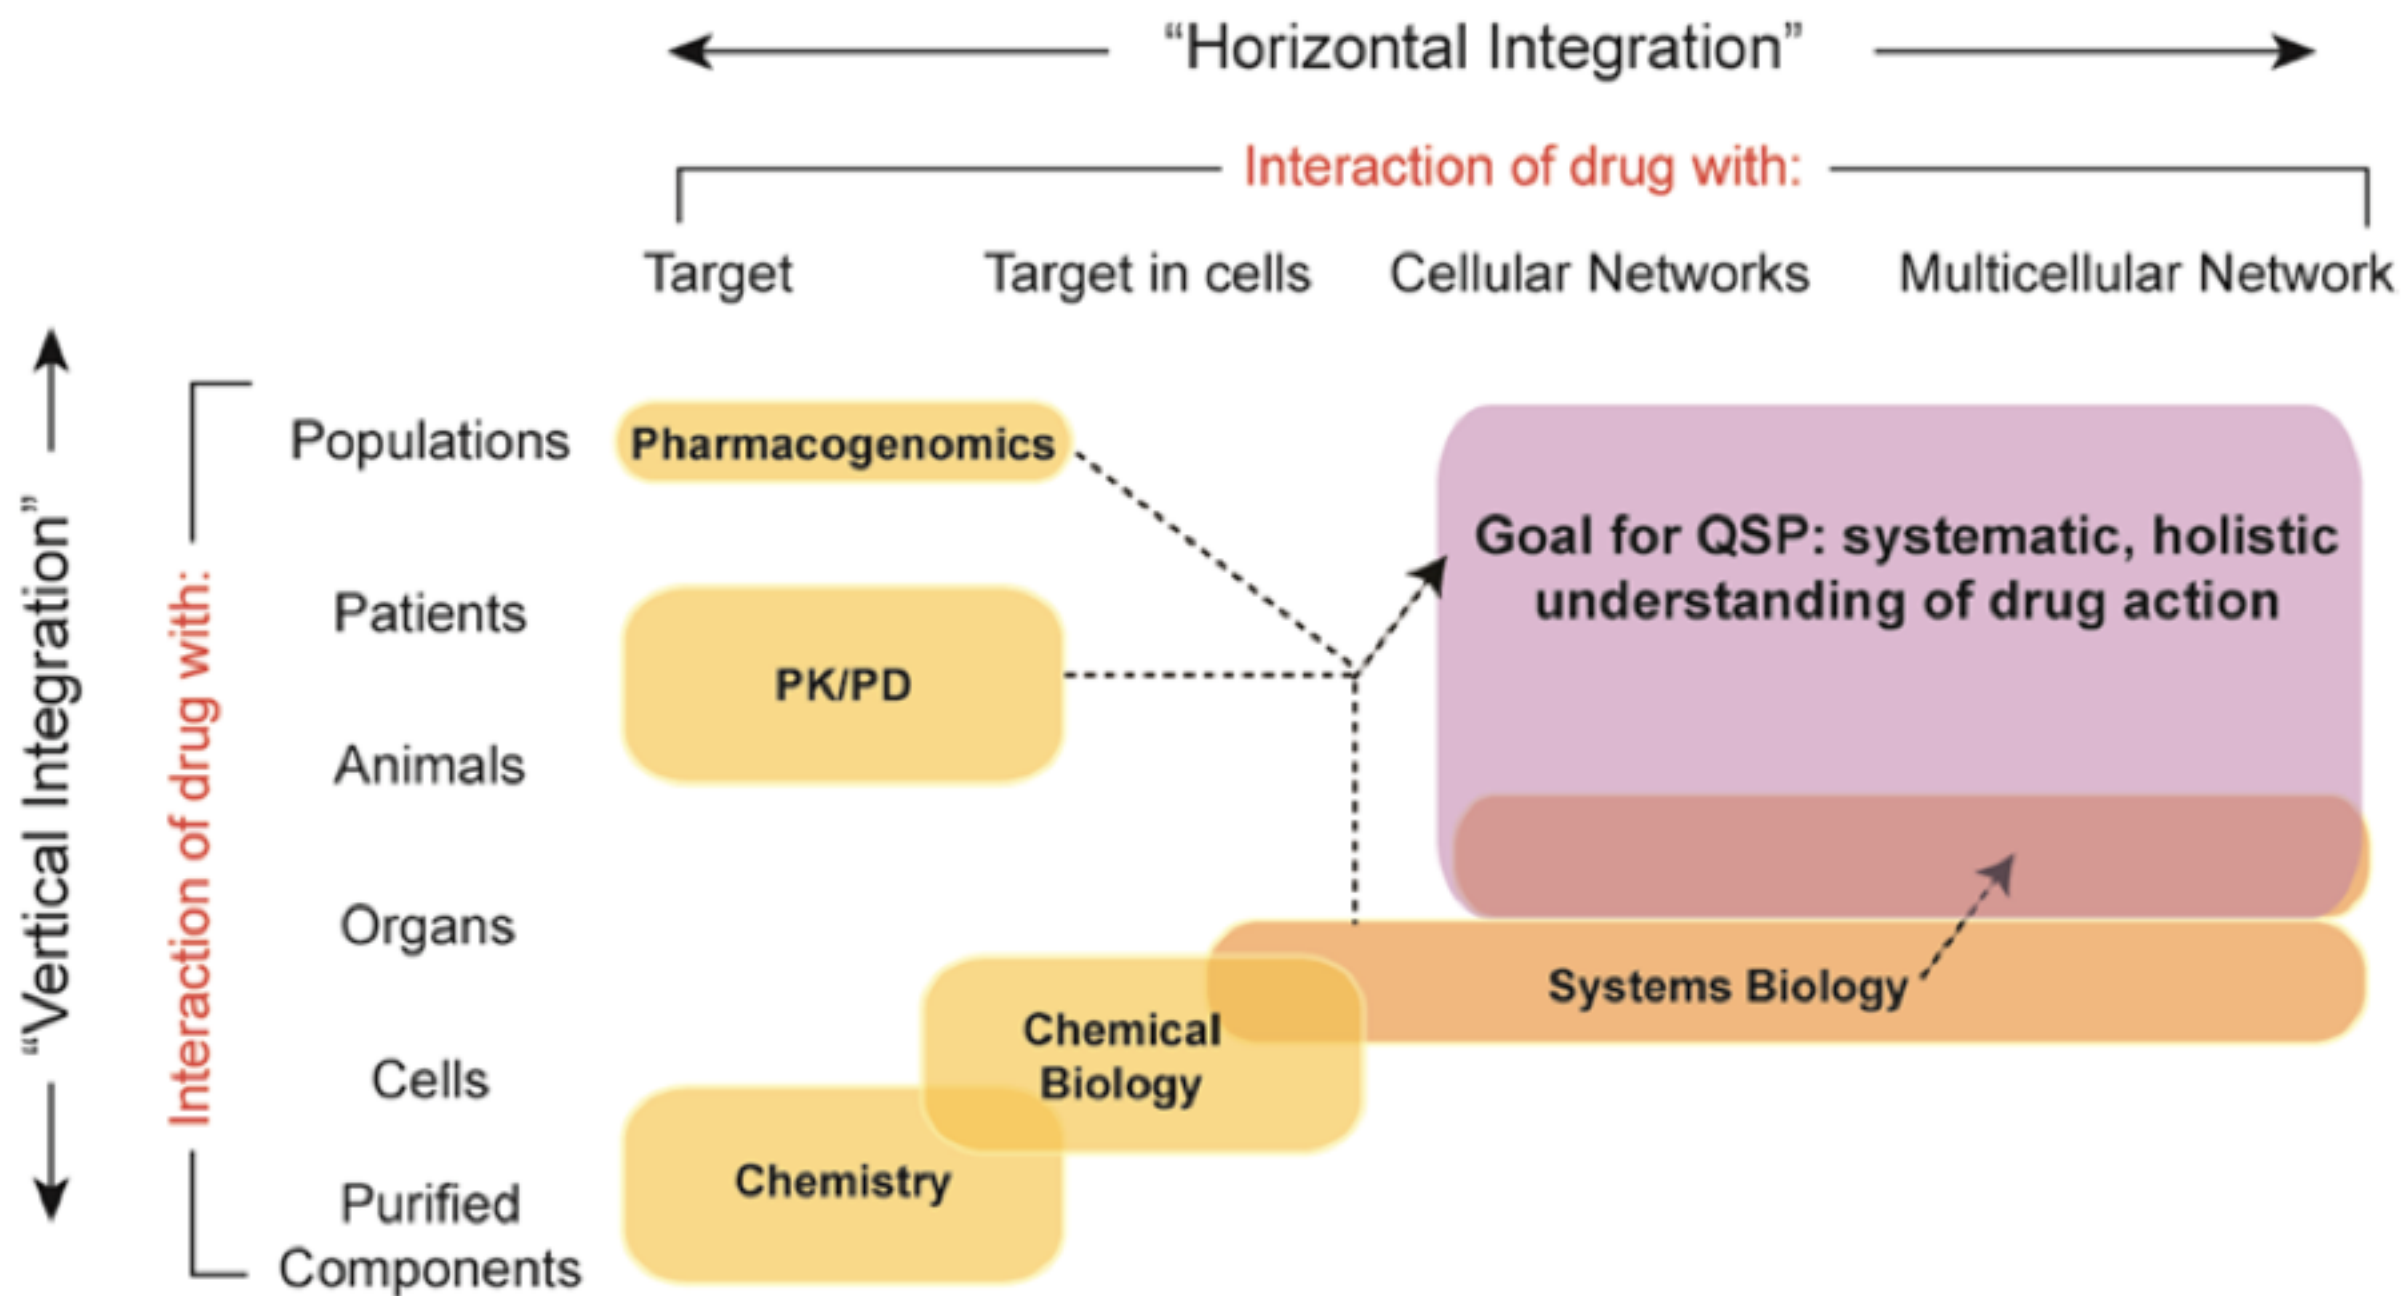 “Horizontal Integration”
Interaction of drug with:
Target
Target in cells
Cellular Networks
Multicellular Network
“Vertical Integration”
Interaction of drug with:
Populations
Patients
Animals
Organs
Cells
Purified
Components
Pharmacogenomics
PK/PD
Chemical
Biology
Chemistry
Goal for QSP: systematic, holistic
understanding of drug action
Systems Biology